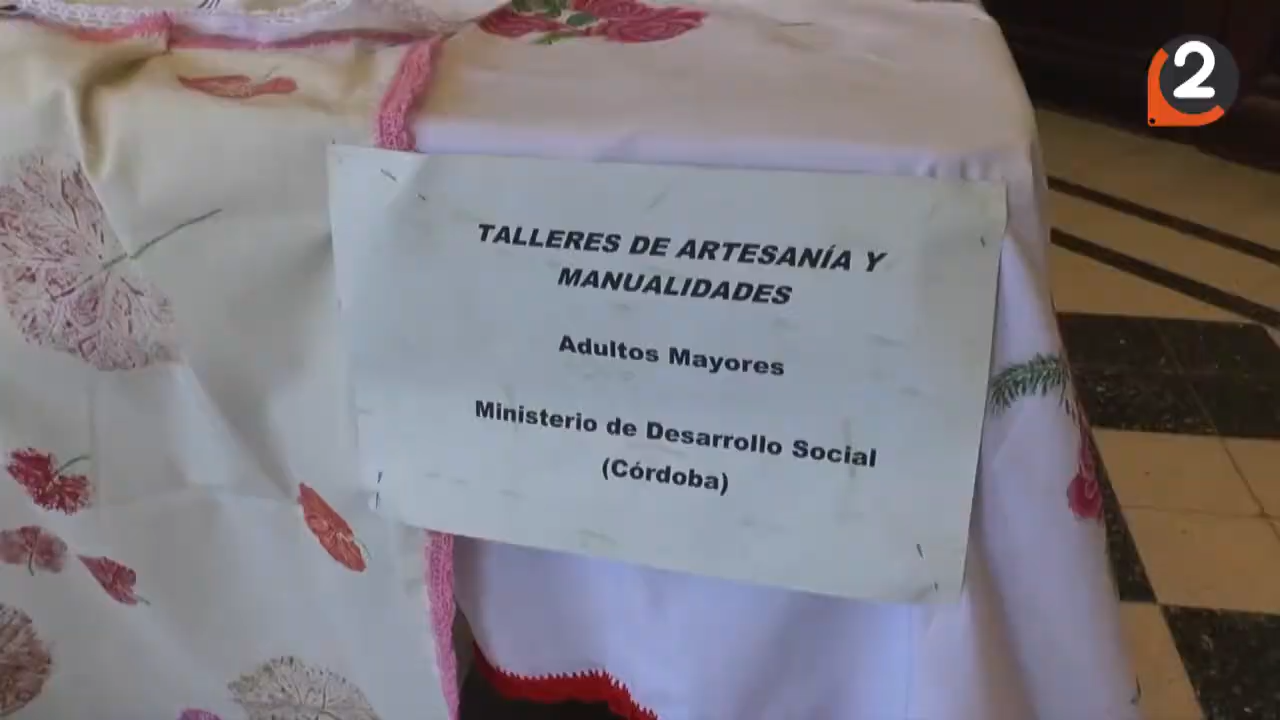 2
TALLERES DE ARTESANÍA Y
MANUALIDADES
Adultos Mayores
Ministerio de Desarrollo Social
(Córdoba)